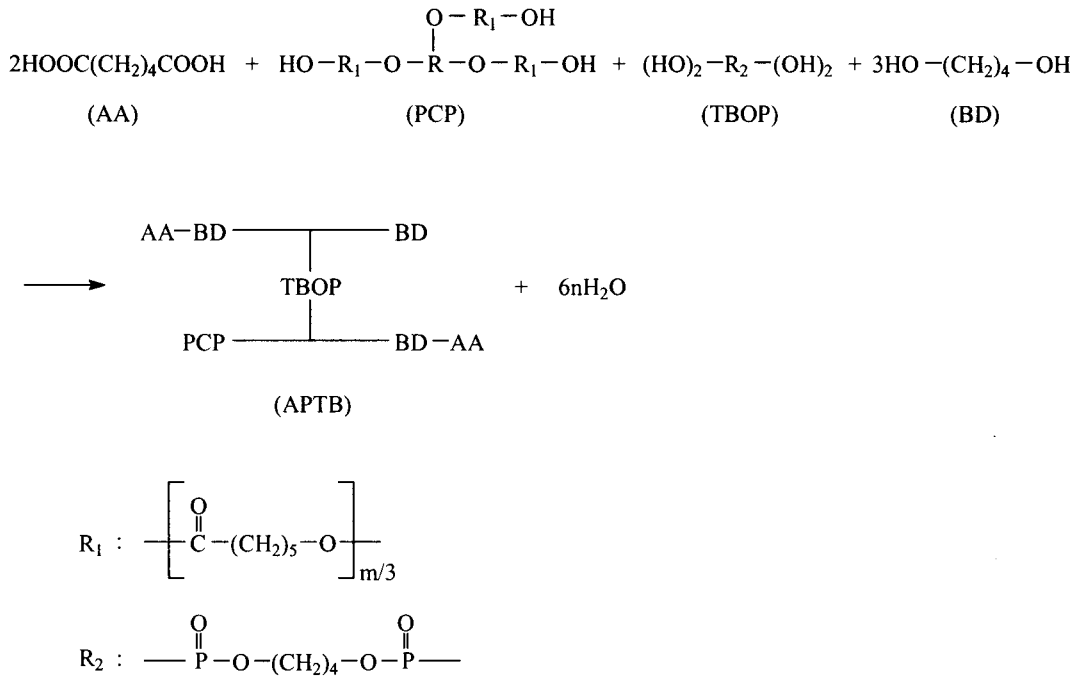 O—R₁—OH
2HOOC(CH₂)₄COOH + HO—R₁—O—R—O—R₁—OH + (HO)₂—R₂—(OH)₂ + 3HO—(CH₂)₄—OH
(AA) (PCP) (TBOP) (BD)
AA—BD BD
TBOP + 6nH₂O
PCP BD—AA
(APTB)
O
R₁ : C—(CH₂)₅—O
m/3
O O
R₂ : —P—O—(CH₂)₄—O—P—